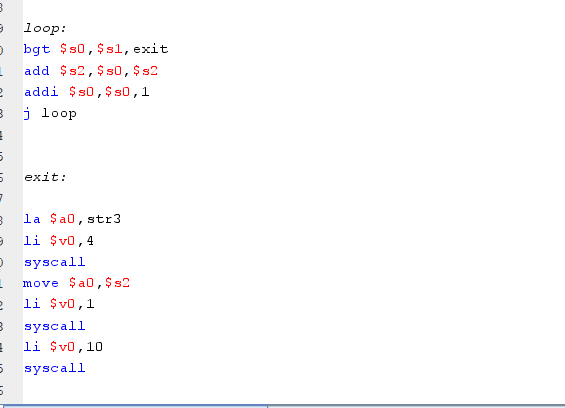 loop:
bgt $s0,$s1,exit
add $s2,$s0,$s2
addi $s0,$s0,1
j loop
exit:
la $a0,str3
li $v0,4
syscall
move $a0,$s2
li $v0,1
syscall
li $v0,10
syscall